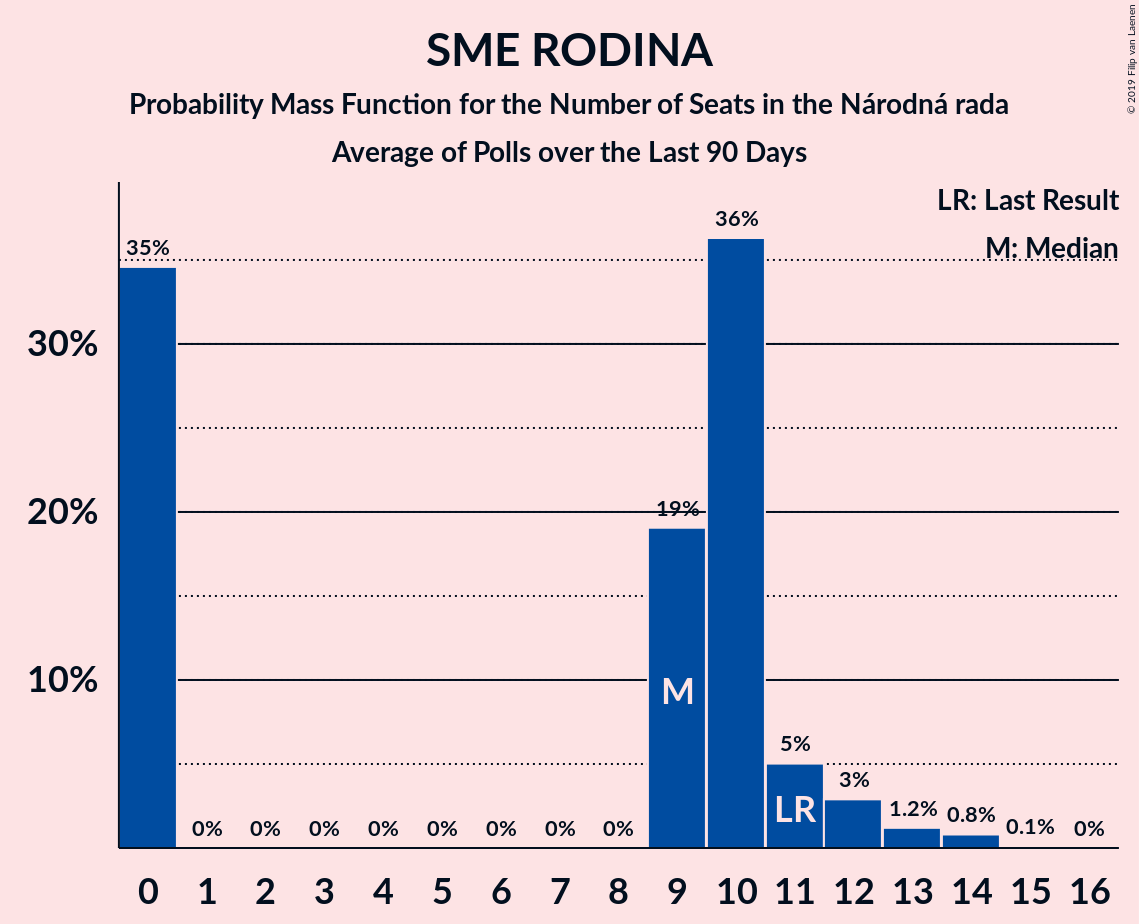 SME RODINA
Probability Mass Function for the Number of Seats in the Národná rada
Average of Polls over the Last 90 Days
© 2019 Filip van Laenen
LR: Last Result
M: Median
30%
20%
10%
35%
0%
0%
0%
0%
0%
0%
0%
0%
19%
36%
5%
3%
1.2%
0.8%
0.1%
0%
M
LR
0 1 2 3 4 5 6 7 8 9 10 11 12 13 14 15 16